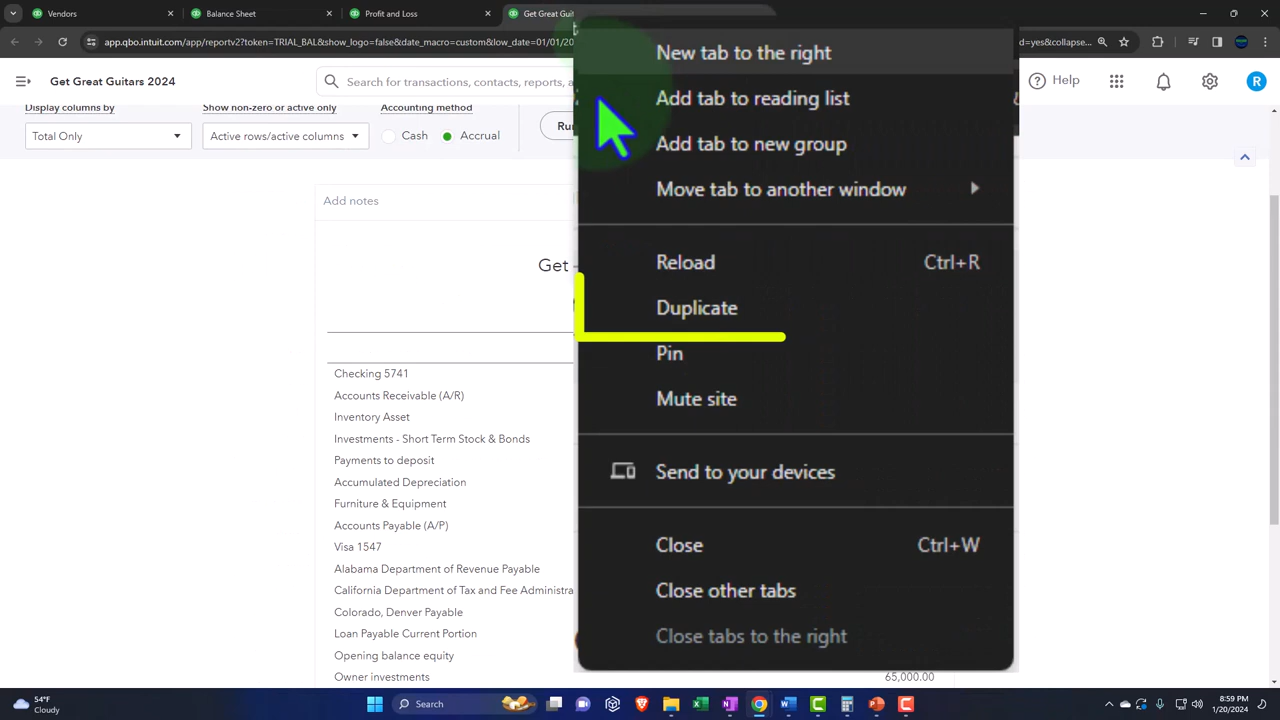 Vendors
Balance Sheet
Profit and Loss
Get Great Guitars
app.qbo.intuit.com/app/reportv2?token=TRIAL_BAL&show_logo=false&date_macro=custom&low_date=01/01/20
d=yes&collapse...
Get Great Guitars 2024
Search for transactions, contacts, reports, a
Help
R
Display columns by
Show non-zero or active only
Accounting method
Total Only
Active rows/active columns
Cash
Accrual
Add notes
Get
Checking 5741
Accounts Receivable (A/R)
Inventory Asset
Investments - Short Term Stock & Bonds
Payments to deposit
Accumulated Depreciation
Furniture & Equipment
Accounts Payable (A/P)
Visa 1547
Alabama Department of Revenue Payable
California Department of Tax and Fee Administra
Colorado, Denver Payable
Loan Payable Current Portion
Opening balance equity
Owner investments
65,000.00
New tab to the right
Add tab to reading list
Add tab to new group
Move tab to another window
Reload Ctrl+R
Duplicate
Pin
Mute site
Send to your devices
Close Ctrl+W
Close other tabs
Close tabs to the right
54°F
Cloudy
Search
8:59 PM
1/20/2024